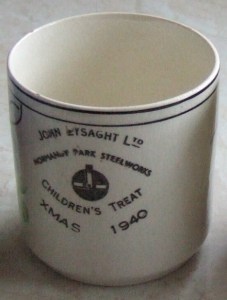 JOHN LYSAGHT LTD
NORMANBY PARK STEELWORKS
CHILDREN'S TREAT
XMAS 1940